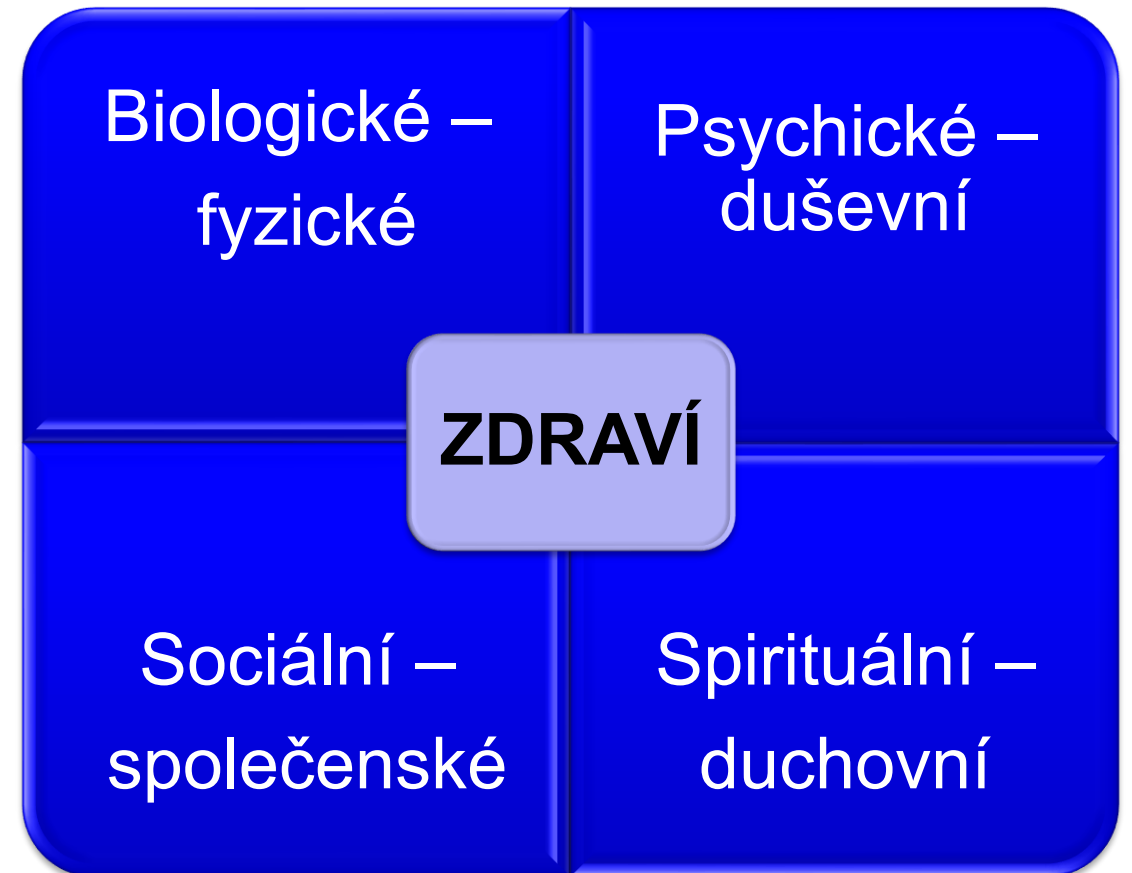 Biologické –
fyzické
Psychické –
duševní
ZDRAVÍ
Sociální –
společenské
Spirituální –
duchovní